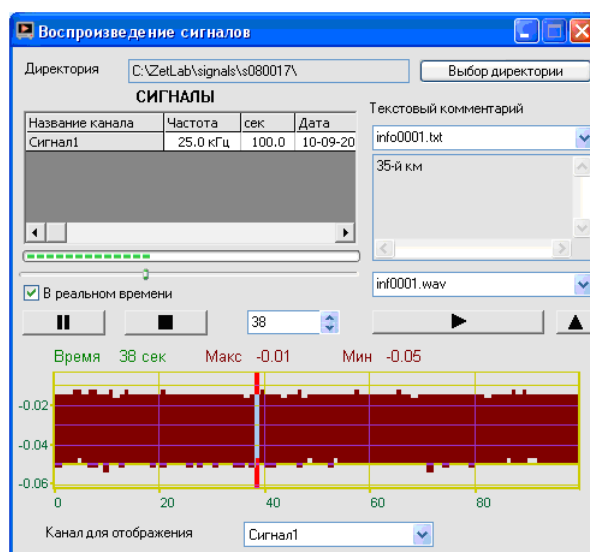 Воспроизведение сигналов
Директория C:\ZetLab\signals\s080017\ Выбор директории
СИГНАЛЫ
Текстовый комментарий
Название канала Частота сек Дата
Сигнал1 25.0 кГц 100.0 10-09-20
info0001.txt
35-й км
inf0001.wav
В реальном времени
38
Время 38 сек Макс -0.01 Мин -0.05
-0.02
-0.04
-0.06
0 20 40 60 80
Канал для отображения Сигнал1